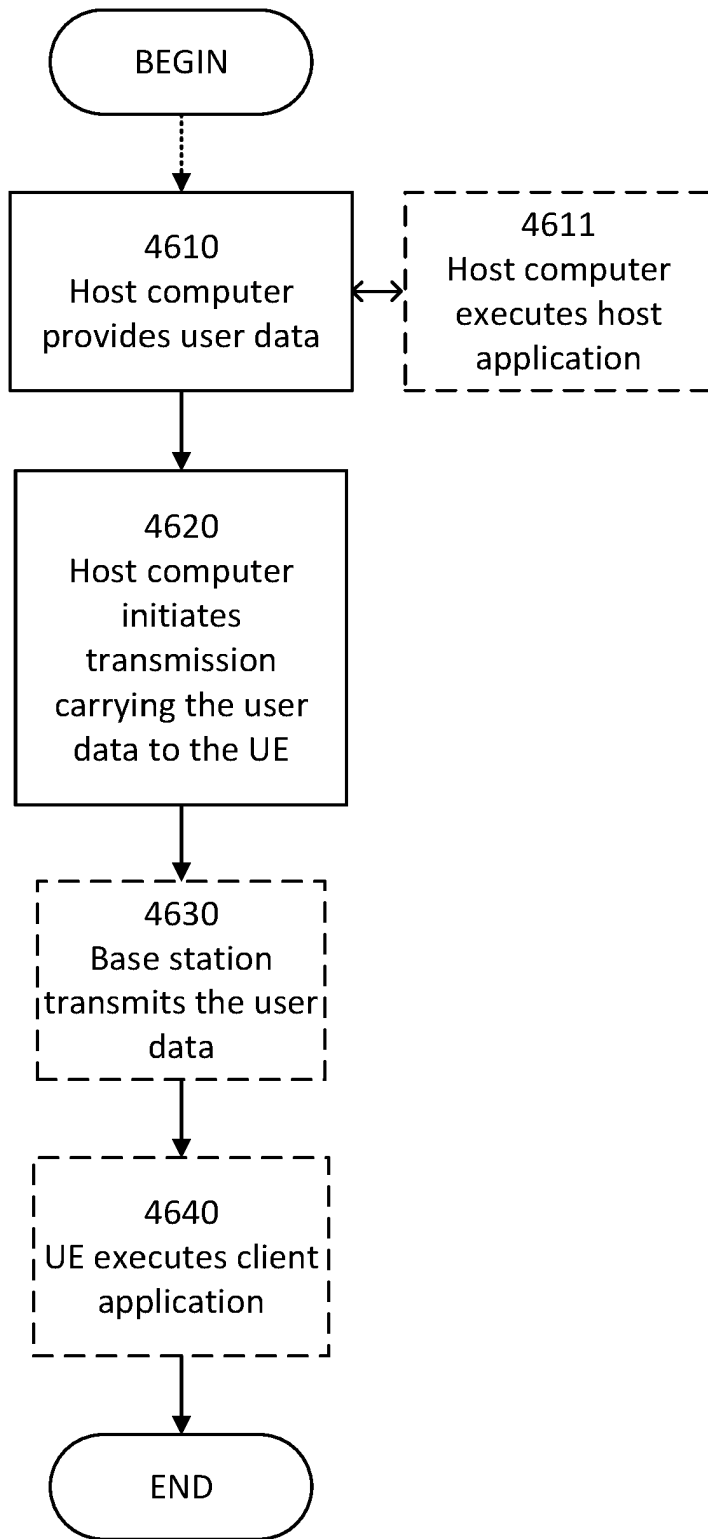 BEGIN
4610
Host computer
provides user data
4611
Host computer
executes host
application
4620
Host computer
initiates
transmission
carrying the user
data to the UE
4630
Base station
transmits the user
data
4640
UE executes client
application
END